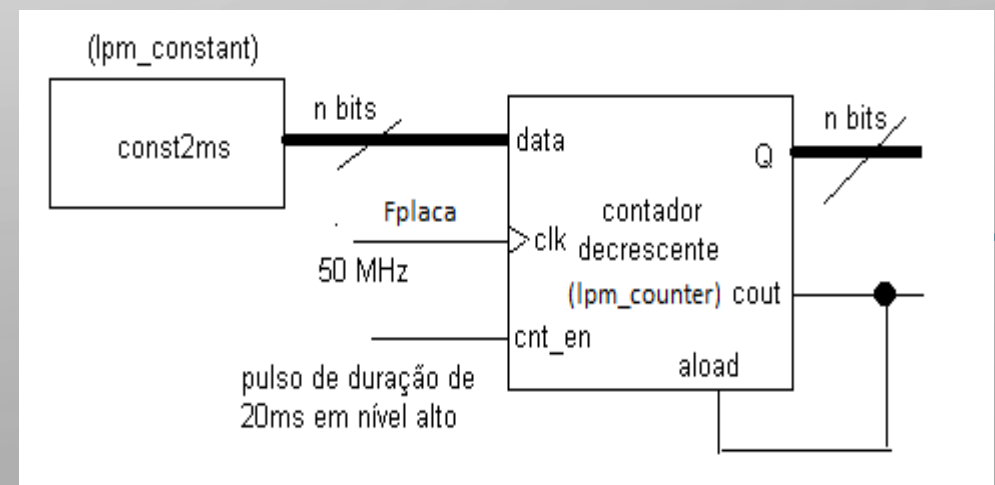 (lpm_constant)
const2ms
n bits
data
Q
n bits
Fplaca
clk
contador
decrescente
50 MHz
(lpm_counter)
cout
cnt_en
aload
pulso de duração de
20ms em nível alto